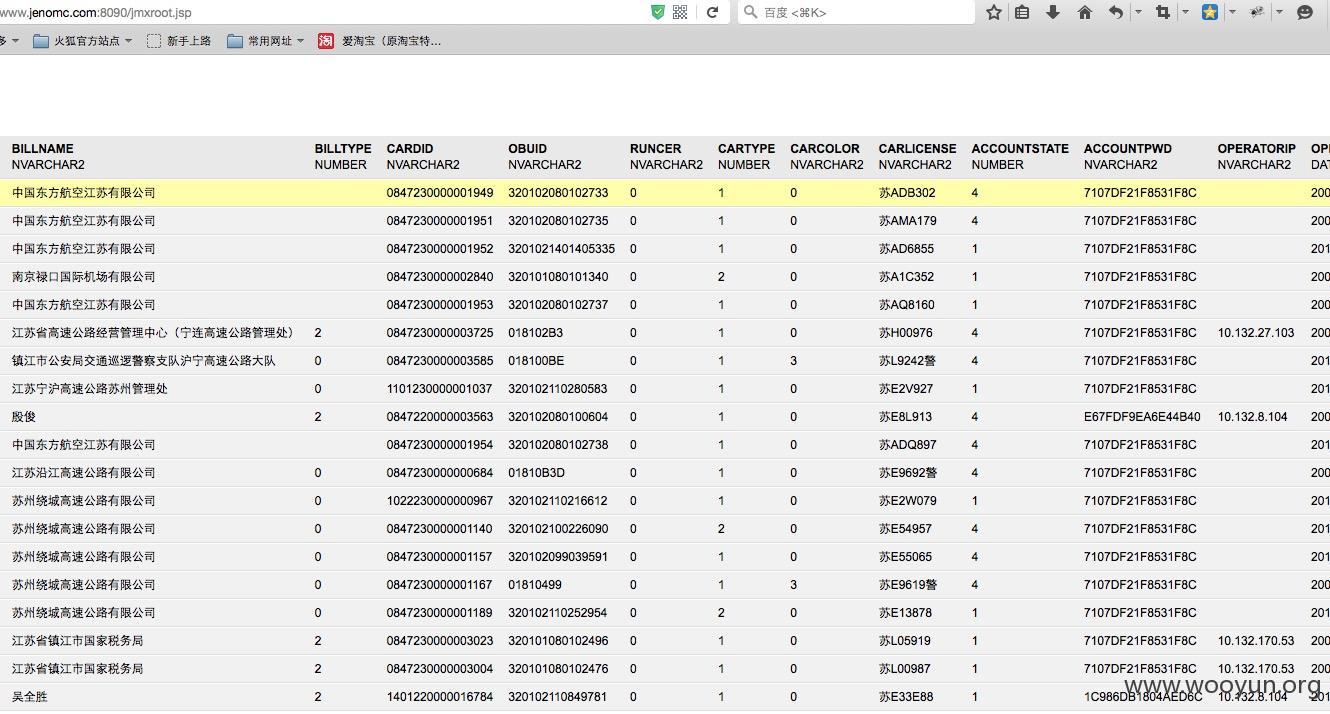 www.jenomc.com:8090/jmxroot.jsp 百度 <⌘K>
多 火狐官方站点 新手上路 常用网址 淘 爱淘宝（原淘宝特...
BILLNAME BILLTYPE CARDID OBUID RUNCER CARTYPE CARCOLOR CARLICENSE ACCOUNTSTATE ACCOUNTPWD OPERATORIP OP
NVARCHAR2 NUMBER NVARCHAR2 NVARCHAR2 NVARCHAR2 NUMBER NVARCHAR2 NVARCHAR2 NUMBER NVARCHAR2 NVARCHAR2 DAT
中国东方航空江苏有限公司 0847230000001949 320102080102733 0 1 0 苏ADB302 4 7107DF21F8531F8C 200
中国东方航空江苏有限公司 0847230000001951 320102080102735 0 1 0 苏AMA179 4 7107DF21F8531F8C 200
中国东方航空江苏有限公司 0847230000001952 3201021401405335 0 1 0 苏AD6855 1 7107DF21F8531F8C 201
南京禄口国际机场有限公司 0847230000002840 320101080101340 0 2 0 苏A1C352 1 7107DF21F8531F8C 200
中国东方航空江苏有限公司 0847230000001953 320102080102737 0 1 0 苏AQ8160 1 7107DF21F8531F8C 201
江苏省高速公路经营管理中心（宁连高速公路管理处） 2 0847230000003725 018102B3 0 1 0 苏H00976 4 7107DF21F8531F8C 10.132.27.103 200
镇江市公安局交通巡逻警察支队沪宁高速公路大队 0 0847230000003585 018100BE 0 1 3 苏L9242警 4 7107DF21F8531F8C 201
江苏宁沪高速公路苏州管理处 0 1101230000001037 320102110280583 0 1 0 苏E2V927 1 7107DF21F8531F8C 201
殷俊 2 0847220000003563 320102080100604 0 1 0 苏E8L913 4 E67FDF9EA6E44B40 10.132.8.104 200
中国东方航空江苏有限公司 0847230000001954 320102080102738 0 1 0 苏ADQ897 4 7107DF21F8531F8C 200
江苏沿江高速公路有限公司 0 0847230000000684 01810B3D 0 1 0 苏E9692警 4 7107DF21F8531F8C 200
苏州绕城高速公路有限公司 0 1022230000000967 320102110216612 0 1 0 苏E2W079 1 7107DF21F8531F8C 201
苏州绕城高速公路有限公司 0 0847230000001140 320102100226090 0 2 0 苏E54957 4 7107DF21F8531F8C 201
苏州绕城高速公路有限公司 0 0847230000001157 320102099039591 0 1 0 苏E55065 4 7107DF21F8531F8C 201
苏州绕城高速公路有限公司 0 0847230000001167 01810499 0 1 3 苏E9619警 4 7107DF21F8531F8C 200
苏州绕城高速公路有限公司 0 0847230000001189 320102110252954 0 2 0 苏E13878 1 7107DF21F8531F8C 201
江苏省镇江市国家税务局 2 0847230000003023 320101080102496 0 1 0 苏L05919 1 7107DF21F8531F8C 10.132.170.53 200
江苏省镇江市国家税务局 2 0847230000003004 320101080102476 0 1 0 苏L00987 1 7107DF21F8531F8C 10.132.170.53 200
吴全胜 2 1401220000016784 320102110849781 0 1 0 苏E33E88 1 1C986DB1804AED6C 10.132.8.104 201
www.wooyun.org